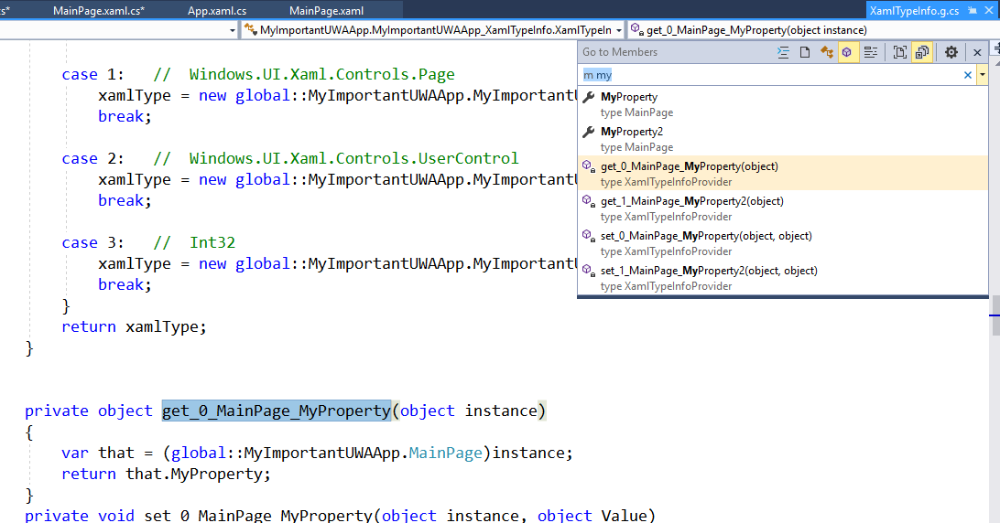 cs*
MainPage.xaml.cs*
App.xaml.cs
MainPage.xaml
XamlTypeInfo.g.cs
MyImportantUWAApp.MyImportantUWAApp_XamlTypeInfo.XamlTypeIn
get_0_MainPage_MyProperty(object instance)
Go to Members
m my
MyProperty
type MainPage
MyProperty2
type MainPage
get_0_MainPage_MyProperty(object)
type XamlTypeInfoProvider
get_1_MainPage_MyProperty2(object)
type XamlTypeInfoProvider
set_0_MainPage_MyProperty(object, object)
type XamlTypeInfoProvider
set_1_MainPage_MyProperty2(object, object)
type XamlTypeInfoProvider
case 1:   //  Windows.UI.Xaml.Controls.Page
xamlType = new global::MyImportantUWAApp.MyImportantU
break;
case 2:   //  Windows.UI.Xaml.Controls.UserControl
xamlType = new global::MyImportantUWAApp.MyImportantU
break;
case 3:   //  Int32
xamlType = new global::MyImportantUWAApp.MyImportantU
break;
}
return xamlType;
}
private object get_0_MainPage_MyProperty(object instance)
{
var that = (global::MyImportantUWAApp.MainPage)instance;
return that.MyProperty;
}
private void set_0_MainPage_MyProperty(object instance, object Value)